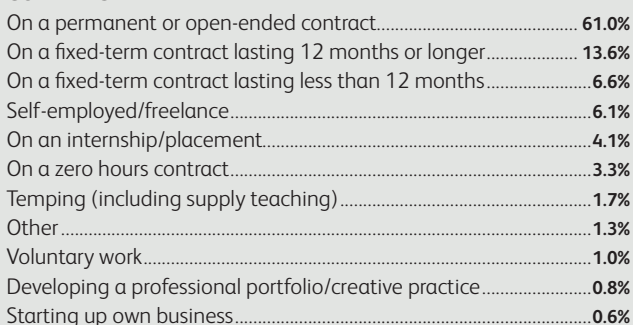 On a permanent or open-ended contract 61.0%
On a fixed-term contract lasting 12 months or longer 13.6%
On a fixed-term contract lasting less than 12 months 6.6%
Self-employed/freelance 6.1%
On an internship/placement 4.1%
On a zero hours contract 3.3%
Temping (including supply teaching) 1.7%
Other 1.3%
Voluntary work 1.0%
Developing a professional portfolio/creative practice 0.8%
Starting up own business 0.6%